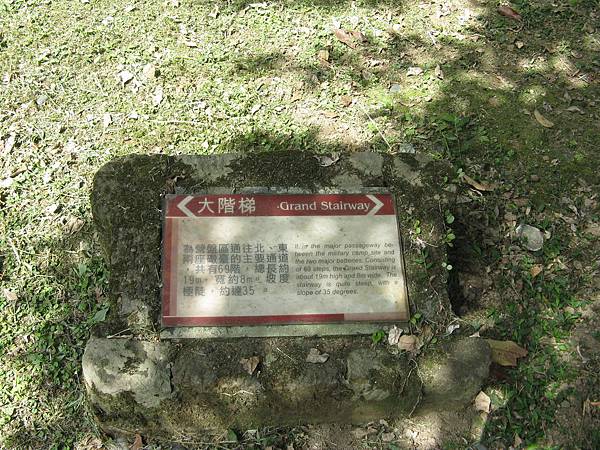 大階梯 Grand Stairway
為營盤區通往北、東
兩座砲臺的主要通道
，共有69階，總長約
19m，寬約8m。坡度
陡，約達35
It is the major passageway be-
tween the military camp site and
the two major batteries. Consisting
of 69 steps, the Grand Stairway is
about 19m high and 8m wide. The
stairway is quite steep, with a
slope of 35 degrees.